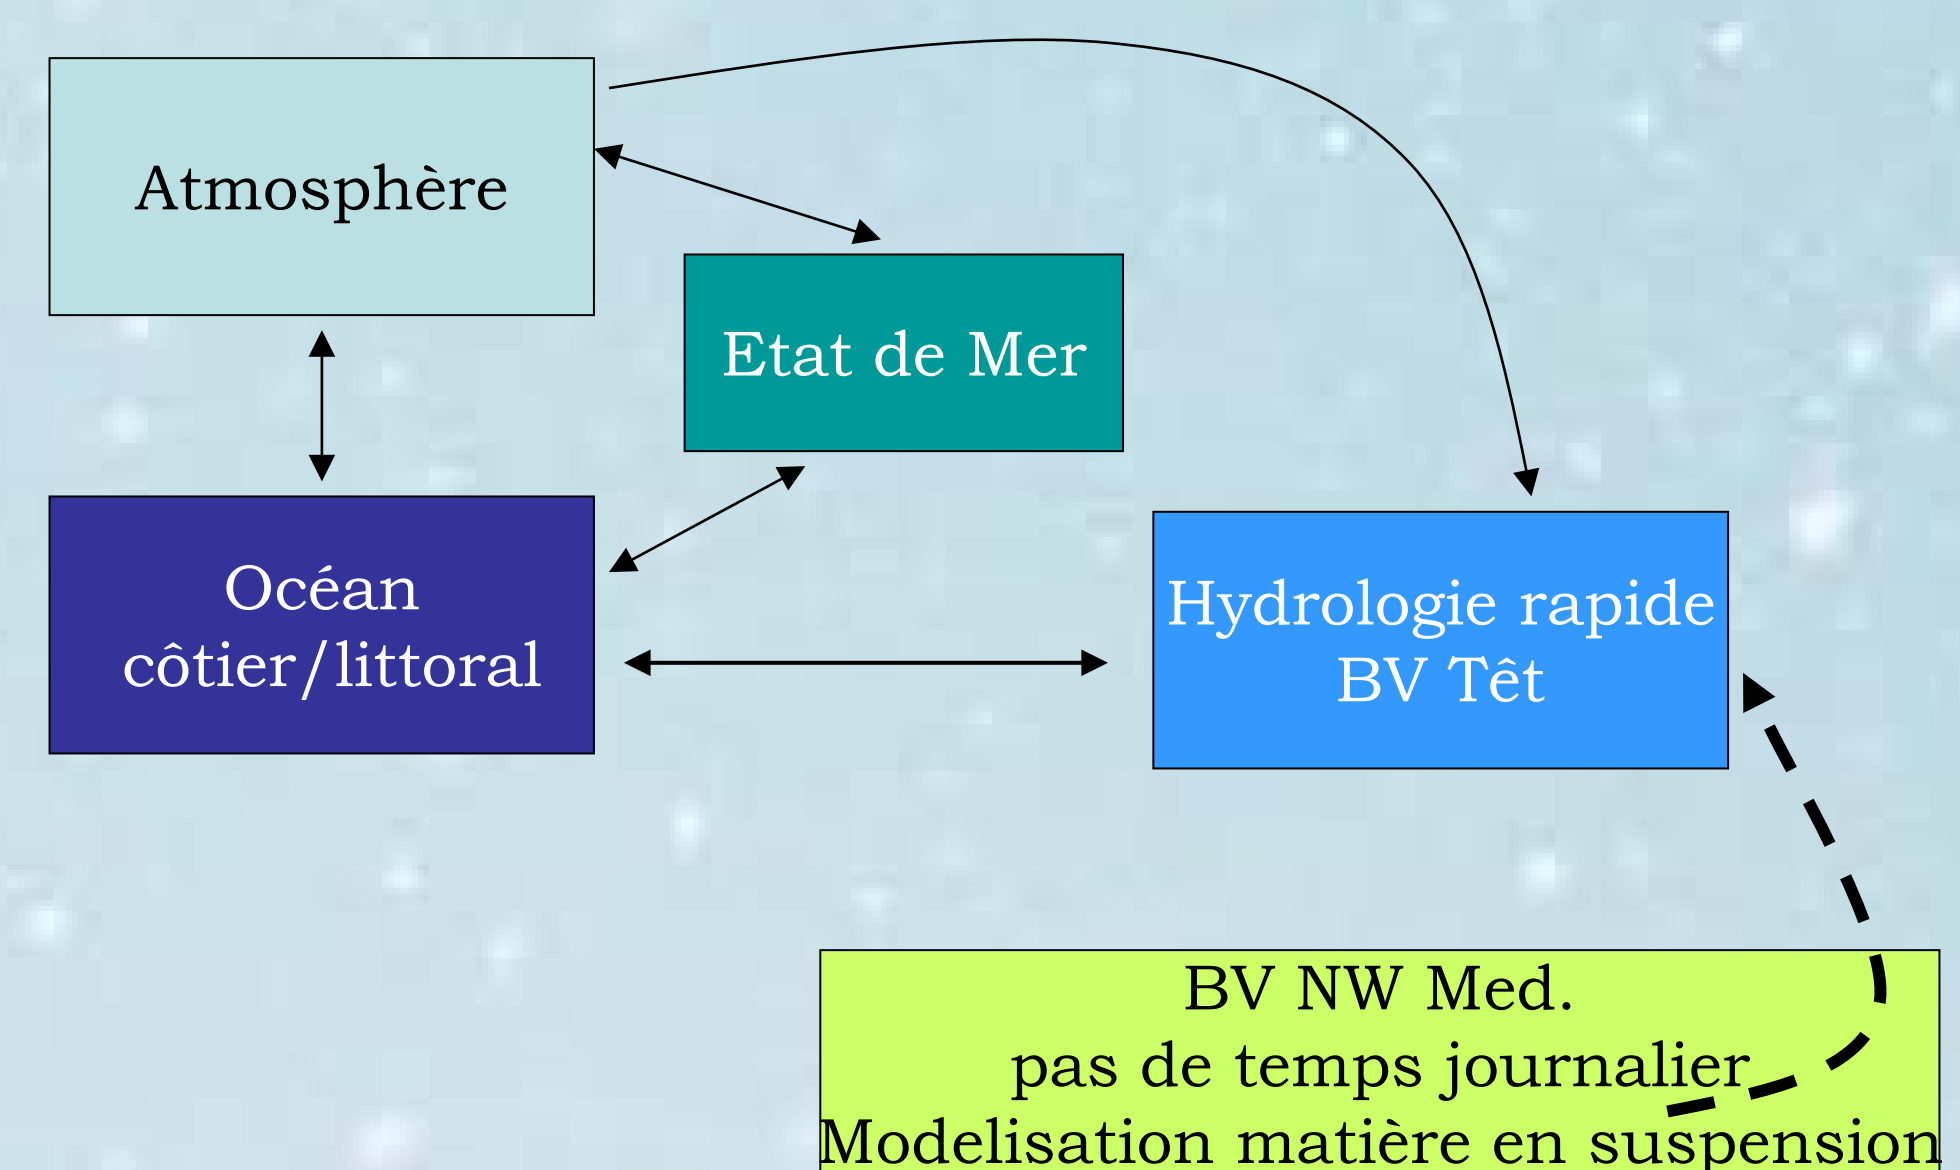 Atmosphère
Etat de Mer
Océan
côtier/littoral
Hydrologie rapide
BV Têt
BV NW Med.
pas de temps journalier
Modelisation matière en suspension